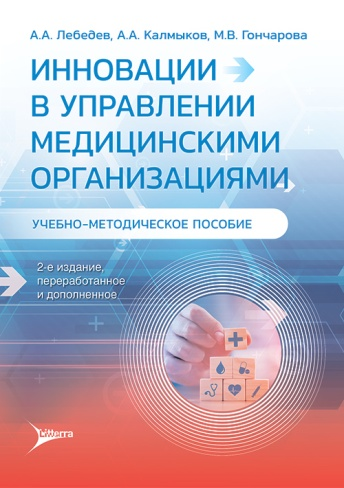 А.А. Лебедев, А.А. Калмыков, М.В. Гончарова
ИННОВАЦИИ
В УПРАВЛЕНИИ
МЕДИЦИНСКИМИ
ОРГАНИЗАЦИЯМИ
УЧЕБНО-МЕТОДИЧЕСКОЕ ПОСОБИЕ
2-е издание,
переработанное
и дополненное
Litterra